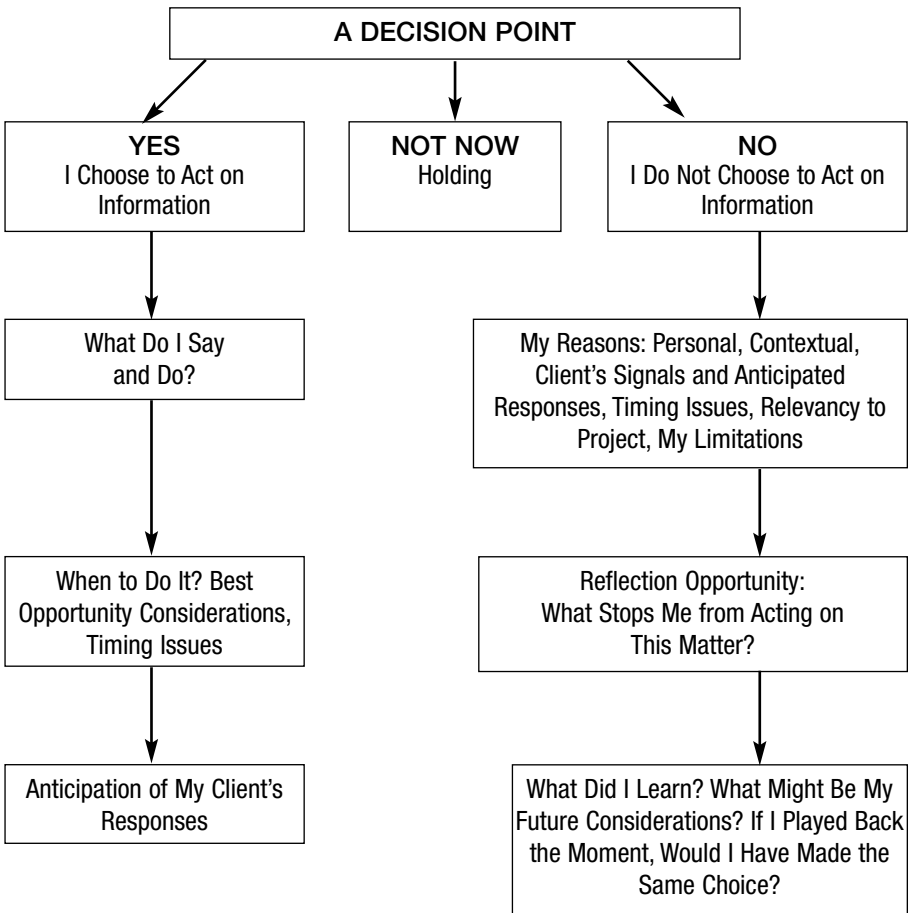 A DECISION POINT
YES
I Choose to Act on
Information
NOT NOW
Holding
NO
I Do Not Choose to Act on
Information
What Do I Say
and Do?
My Reasons: Personal, Contextual,
Client's Signals and Anticipated
Responses, Timing Issues, Relevancy to
Project, My Limitations
When to Do It? Best
Opportunity Considerations,
Timing Issues
Reflection Opportunity:
What Stops Me from Acting on
This Matter?
Anticipation of My Client's
Responses
What Did I Learn? What Might Be My
Future Considerations? If I Played Back
the Moment, Would I Have Made the
Same Choice?